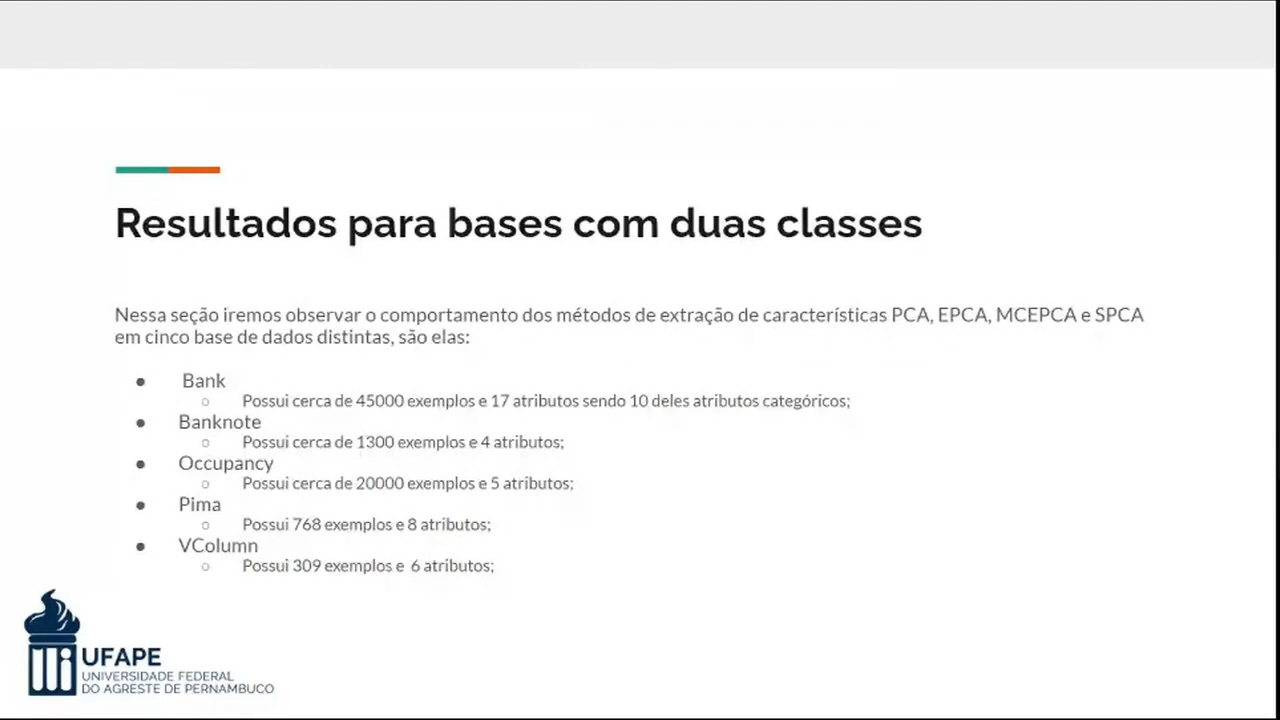 Resultados para bases com duas classes
Nessa seção iremos observar o comportamento dos métodos de extração de características PCA, EPCA, MCEPCA e SPCA
em cinco base de dados distintas, são elas:
● Bank
○ Possui cerca de 45000 exemplos e 17 atributos sendo 10 deles atributos categóricos;
● Banknote
○ Possui cerca de 1300 exemplos e 4 atributos;
● Occupancy
○ Possui cerca de 20000 exemplos e 5 atributos;
● Pima
○ Possui 768 exemplos e 8 atributos;
● VColumn
○ Possui 309 exemplos e 6 atributos;
UFAPE
UNIVERSIDADE FEDERAL
DO AGRESTE DE PERNAMBUCO